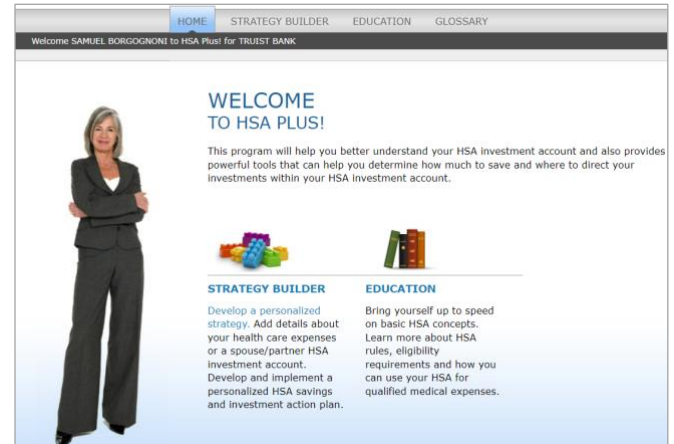 HOME STRATEGY BUILDER EDUCATION GLOSSARY
Welcome SAMUEL BORGOGNONI to HSA Plus! for TRUIST BANK
WELCOME
TO HSA PLUS!
This program will help you better understand your HSA investment account and also provides
powerful tools that can help you determine how much to save and where to direct your
investments within your HSA investment account.
STRATEGY BUILDER
Develop a personalized
strategy. Add details about
your health care expenses
or a spouse/partner HSA
investment account.
Develop and implement a
personalized HSA savings
and investment action plan.
EDUCATION
Bring yourself up to speed
on basic HSA concepts.
Learn more about HSA
rules, eligibility
requirements and how you
can use your HSA for
qualified medical expenses.